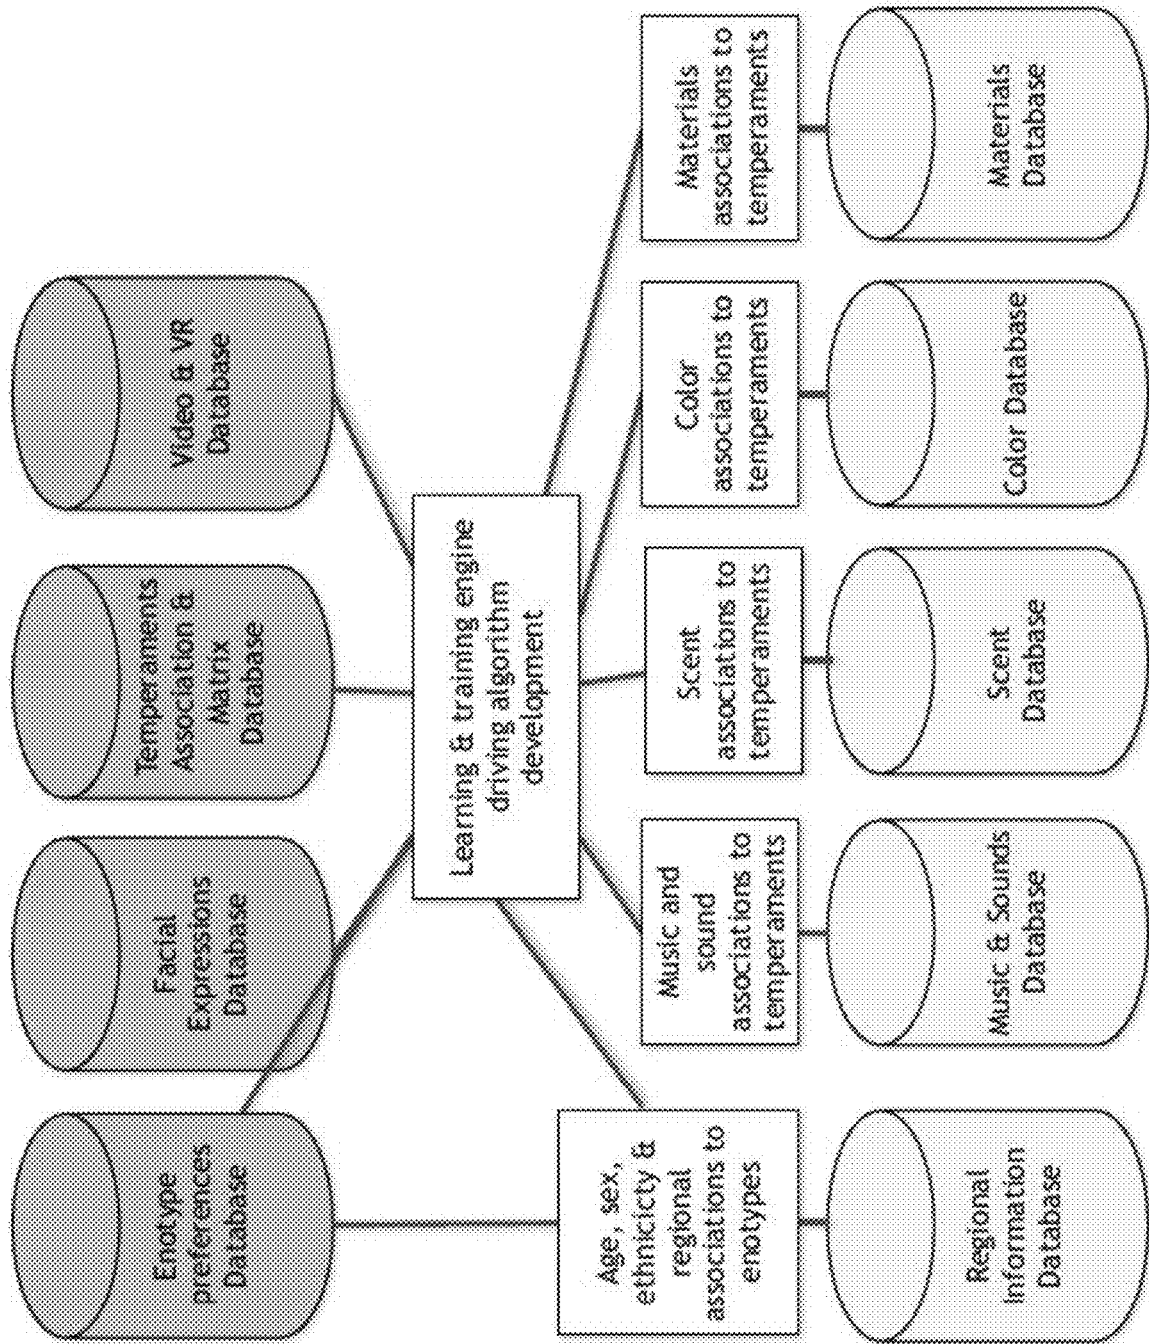 Enotype
preferences
Database
Facial
Expressions
Database
Temperaments
Association &
Matrix
Database
Video & VR
Database
Learning & training engine
driving algorithm
development
Age, sex,
ethnicicty &
regional
associations to
enotypes
Music and
sound
associations to
temperaments
Scent
associations to
temperaments
Color
associations to
temperaments
Materials
associations to
temperaments
Regional
Information
Database
Music & Sounds
Database
Scent
Database
Color Database
Materials
Database